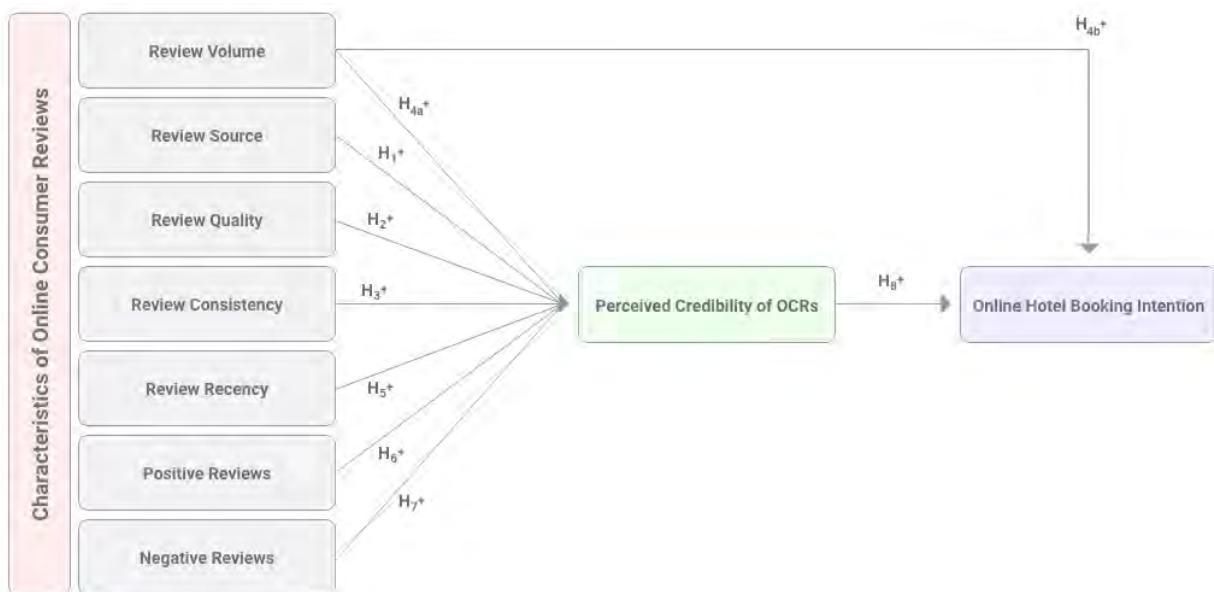 Characteristics of Online Consumer Reviews
Review Volume
Review Source
Review Quality
Review Consistency
Review Recency
Positive Reviews
Negative Reviews
H4a+
H1+
H2+
H3+
H5+
H6+
H7+
Perceived Credibility of OCRs
H8+
H4b+
Online Hotel Booking Intention